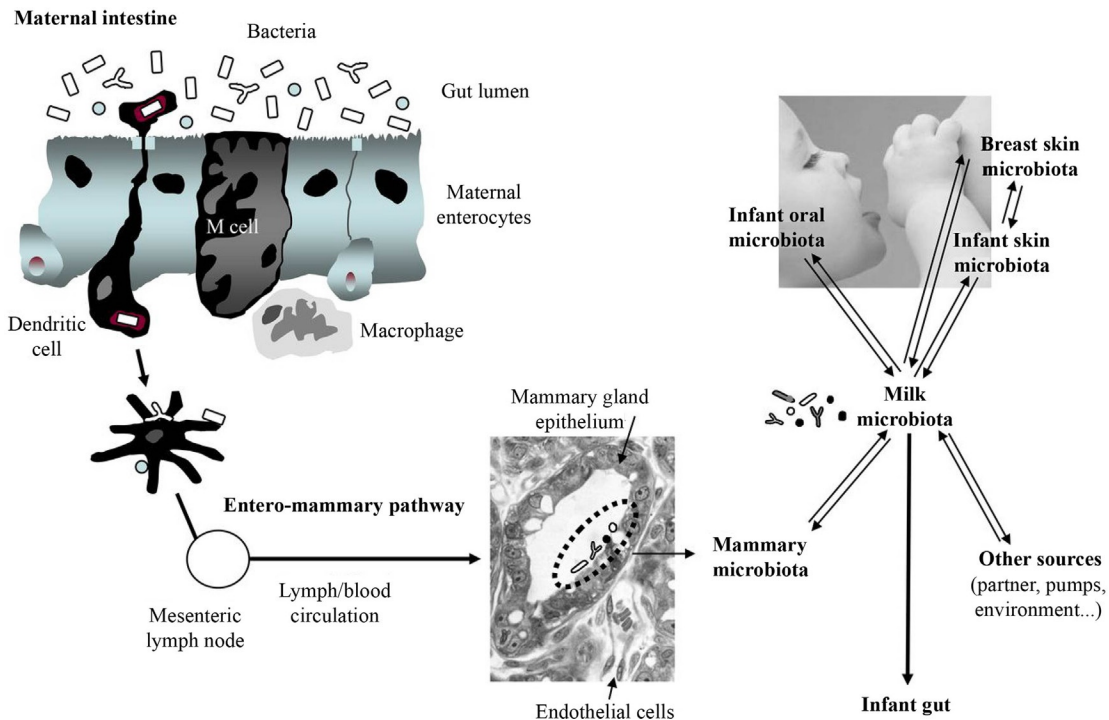 Maternal intestine
Bacteria
Gut lumen
Maternal
enterocytes
M cell
Dendritic
cell
Macrophage
Entero-mammary pathway
Mesenteric
lymph node
Lymph/blood
circulation
Mammary gland
epithelium
Endothelial cells
Mammary
microbiota
Breast skin
microbiota
Infant oral
microbiota
Infant skin
microbiota
Milk
microbiota
Other sources
(partner, pumps,
environment...)
Infant gut